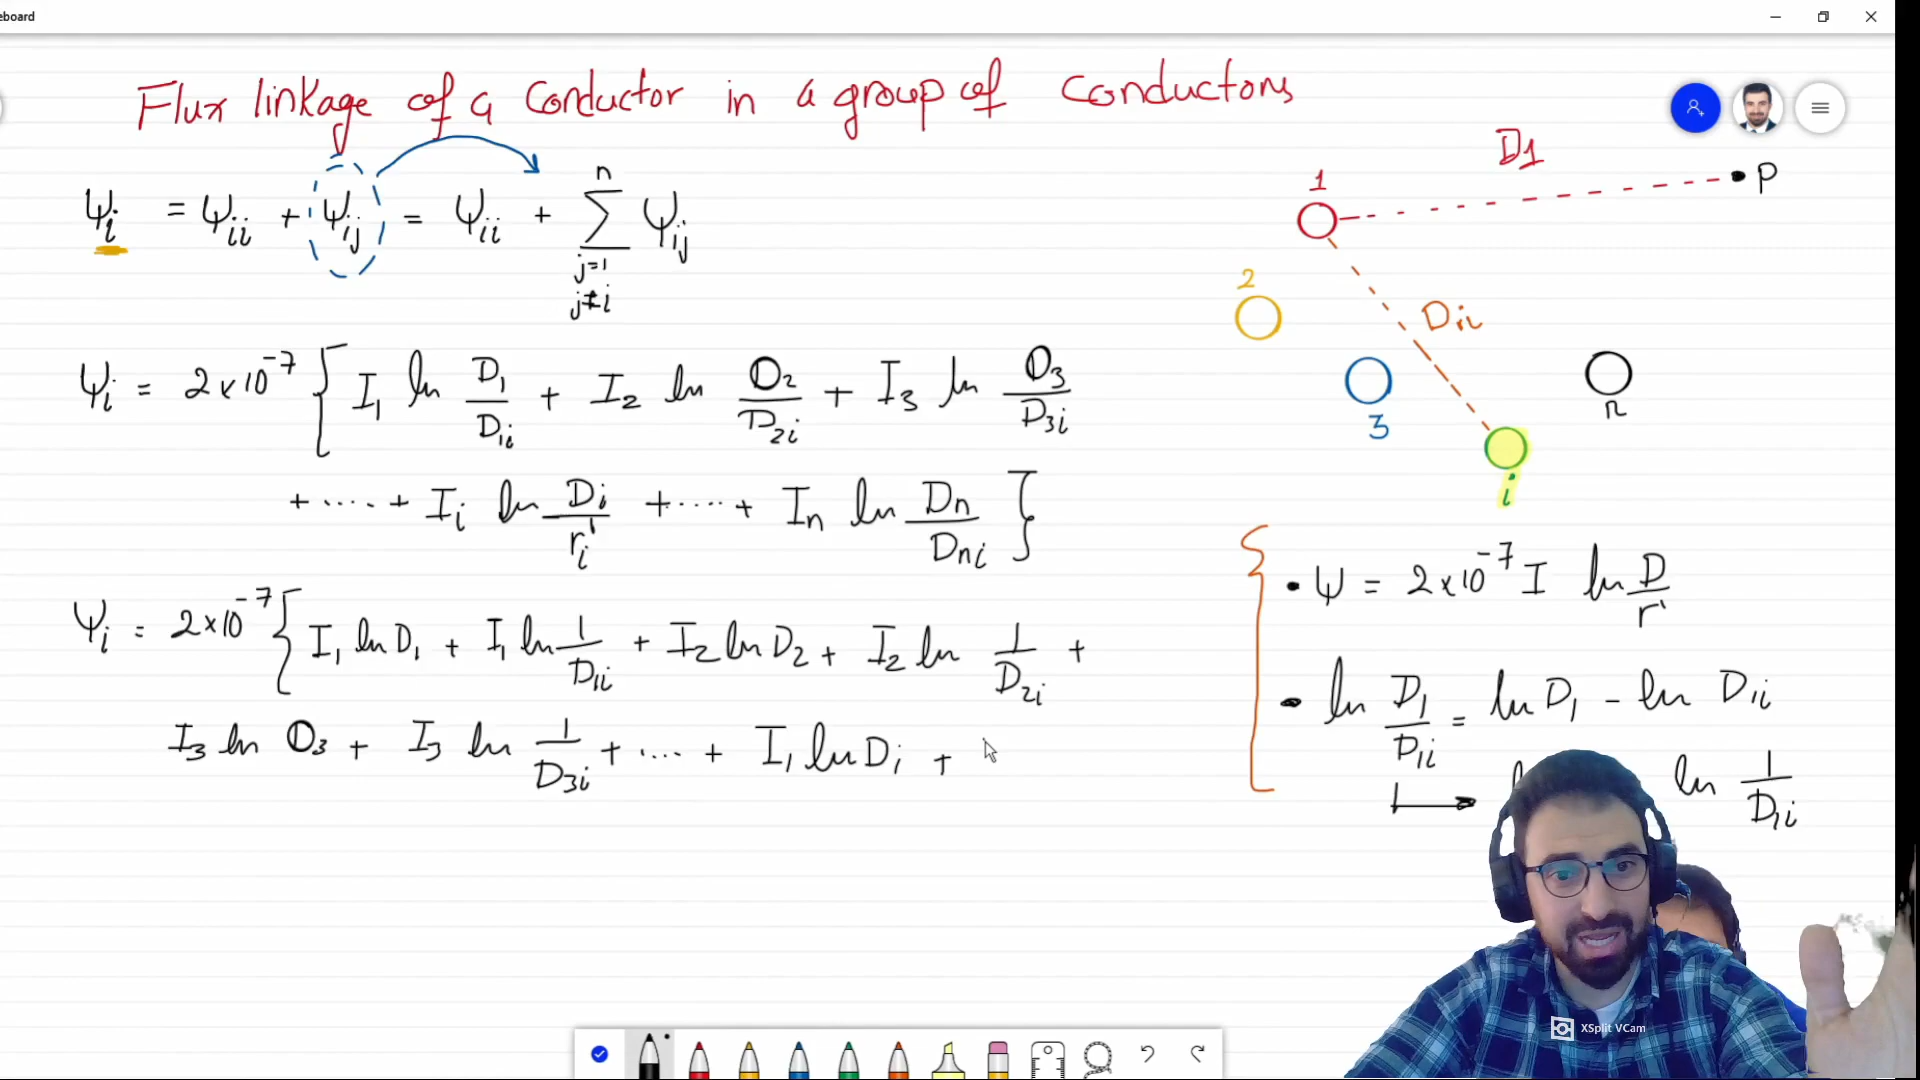 eboard
Flux linkage of a conductor in a group of conductors
Ψi = Ψii + Ψij = Ψii + ∑ (n, j=1, j≠i) Ψij
Ψi = 2×10⁻⁷ { I1 ln D1/D1i + I2 ln D2/D2i + I3 ln D3/D3i
+ ..... + Ii ln Di/ri' + ..... + In ln Dn/Dni }
Ψi = 2×10⁻⁷ { I1 ln D1 + I1 ln 1/D1i + I2 ln D2 + I2 ln 1/D2i +
I3 ln D3 + I3 ln 1/D3i + .... + I1 ln Di +
D1
P
1
2
D1i
3
n
i
• Ψ = 2×10⁻⁷ I ln D/r'
• ln D1/D1i = ln D1 - ln D1i
ln 1/D1i
XSplit VCam